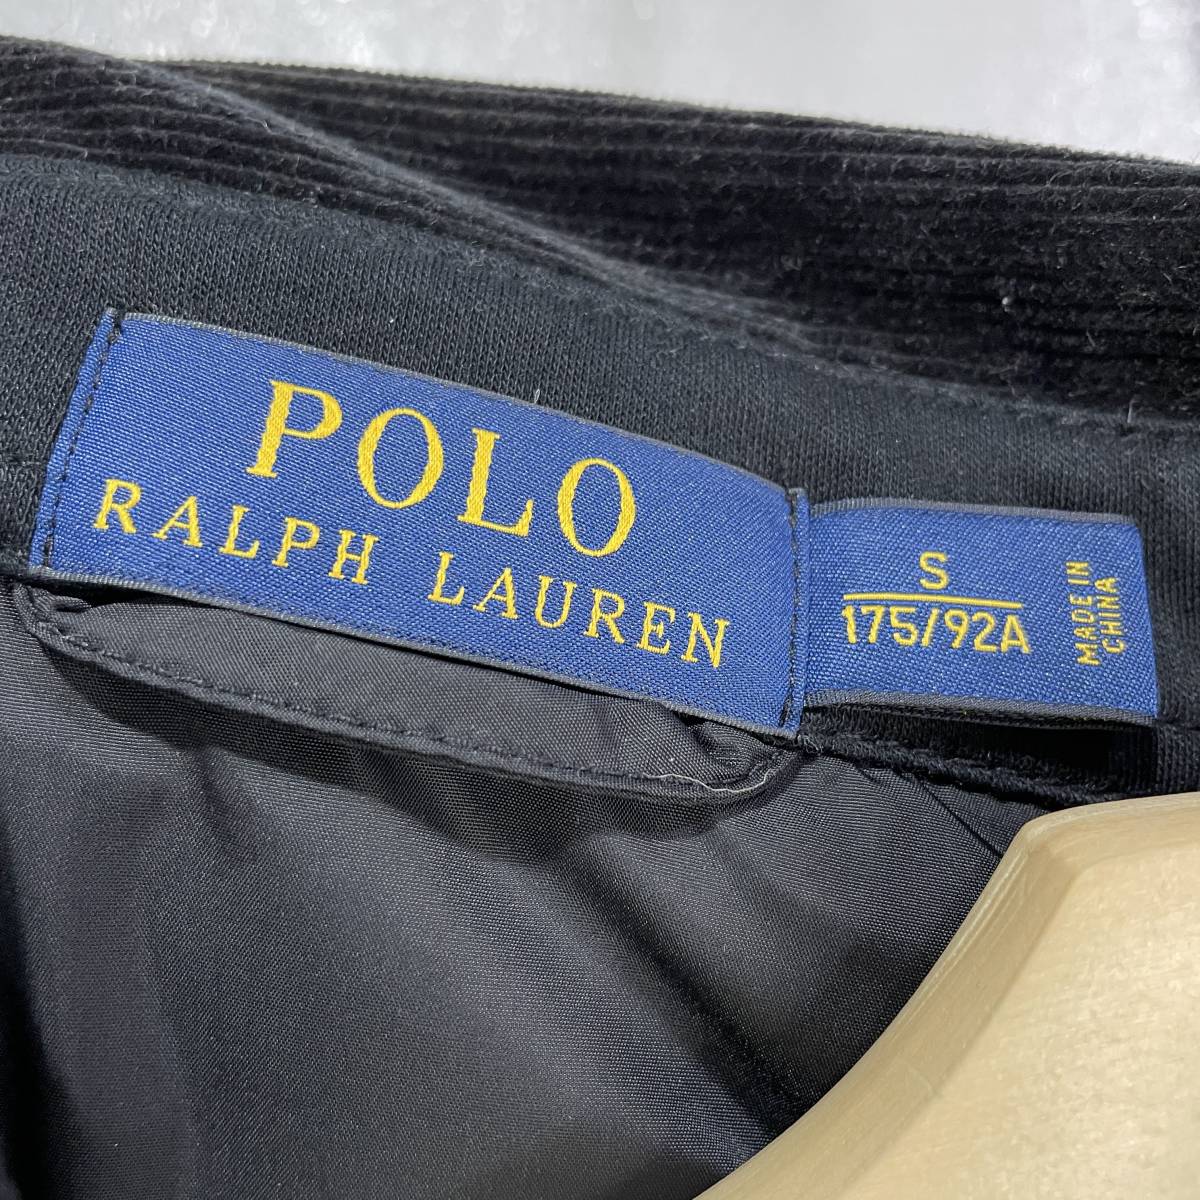 POLO
RALPH LAUREN
S
175/92A
MADE IN
CHINA